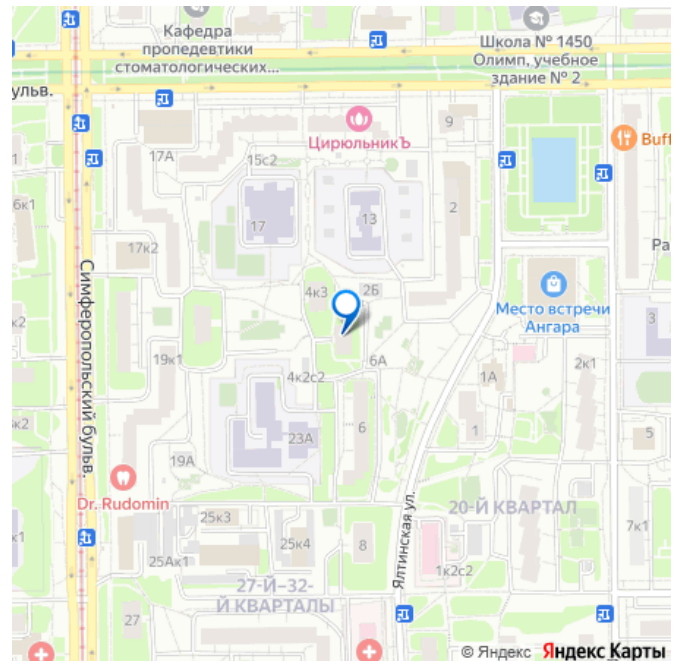 Кафедра
пропедевтики
стоматологических...
Школа № 1450
Олимп, учебное
здание № 2
ульв.
ЦирюльникЪ
9
Buff
17А
15с2
1
6к1
17
13
2
17к2
Ра
4к3
2Б
Место встречи
Ангара
3
к2
19к1
6А
2к1
4к2с2
1А
Симферопольский бульв.
к2
23А
6
1
5
19А
Dr. Rudomin
Ялтинская ул.
20-Й КВАРТАЛ
25к3
7к1
к1
25к4
8
25Ак1
1к2с2
27-Й–32-
Й КВАРТАЛЫ
27
© Яндекс Яндекс Карты